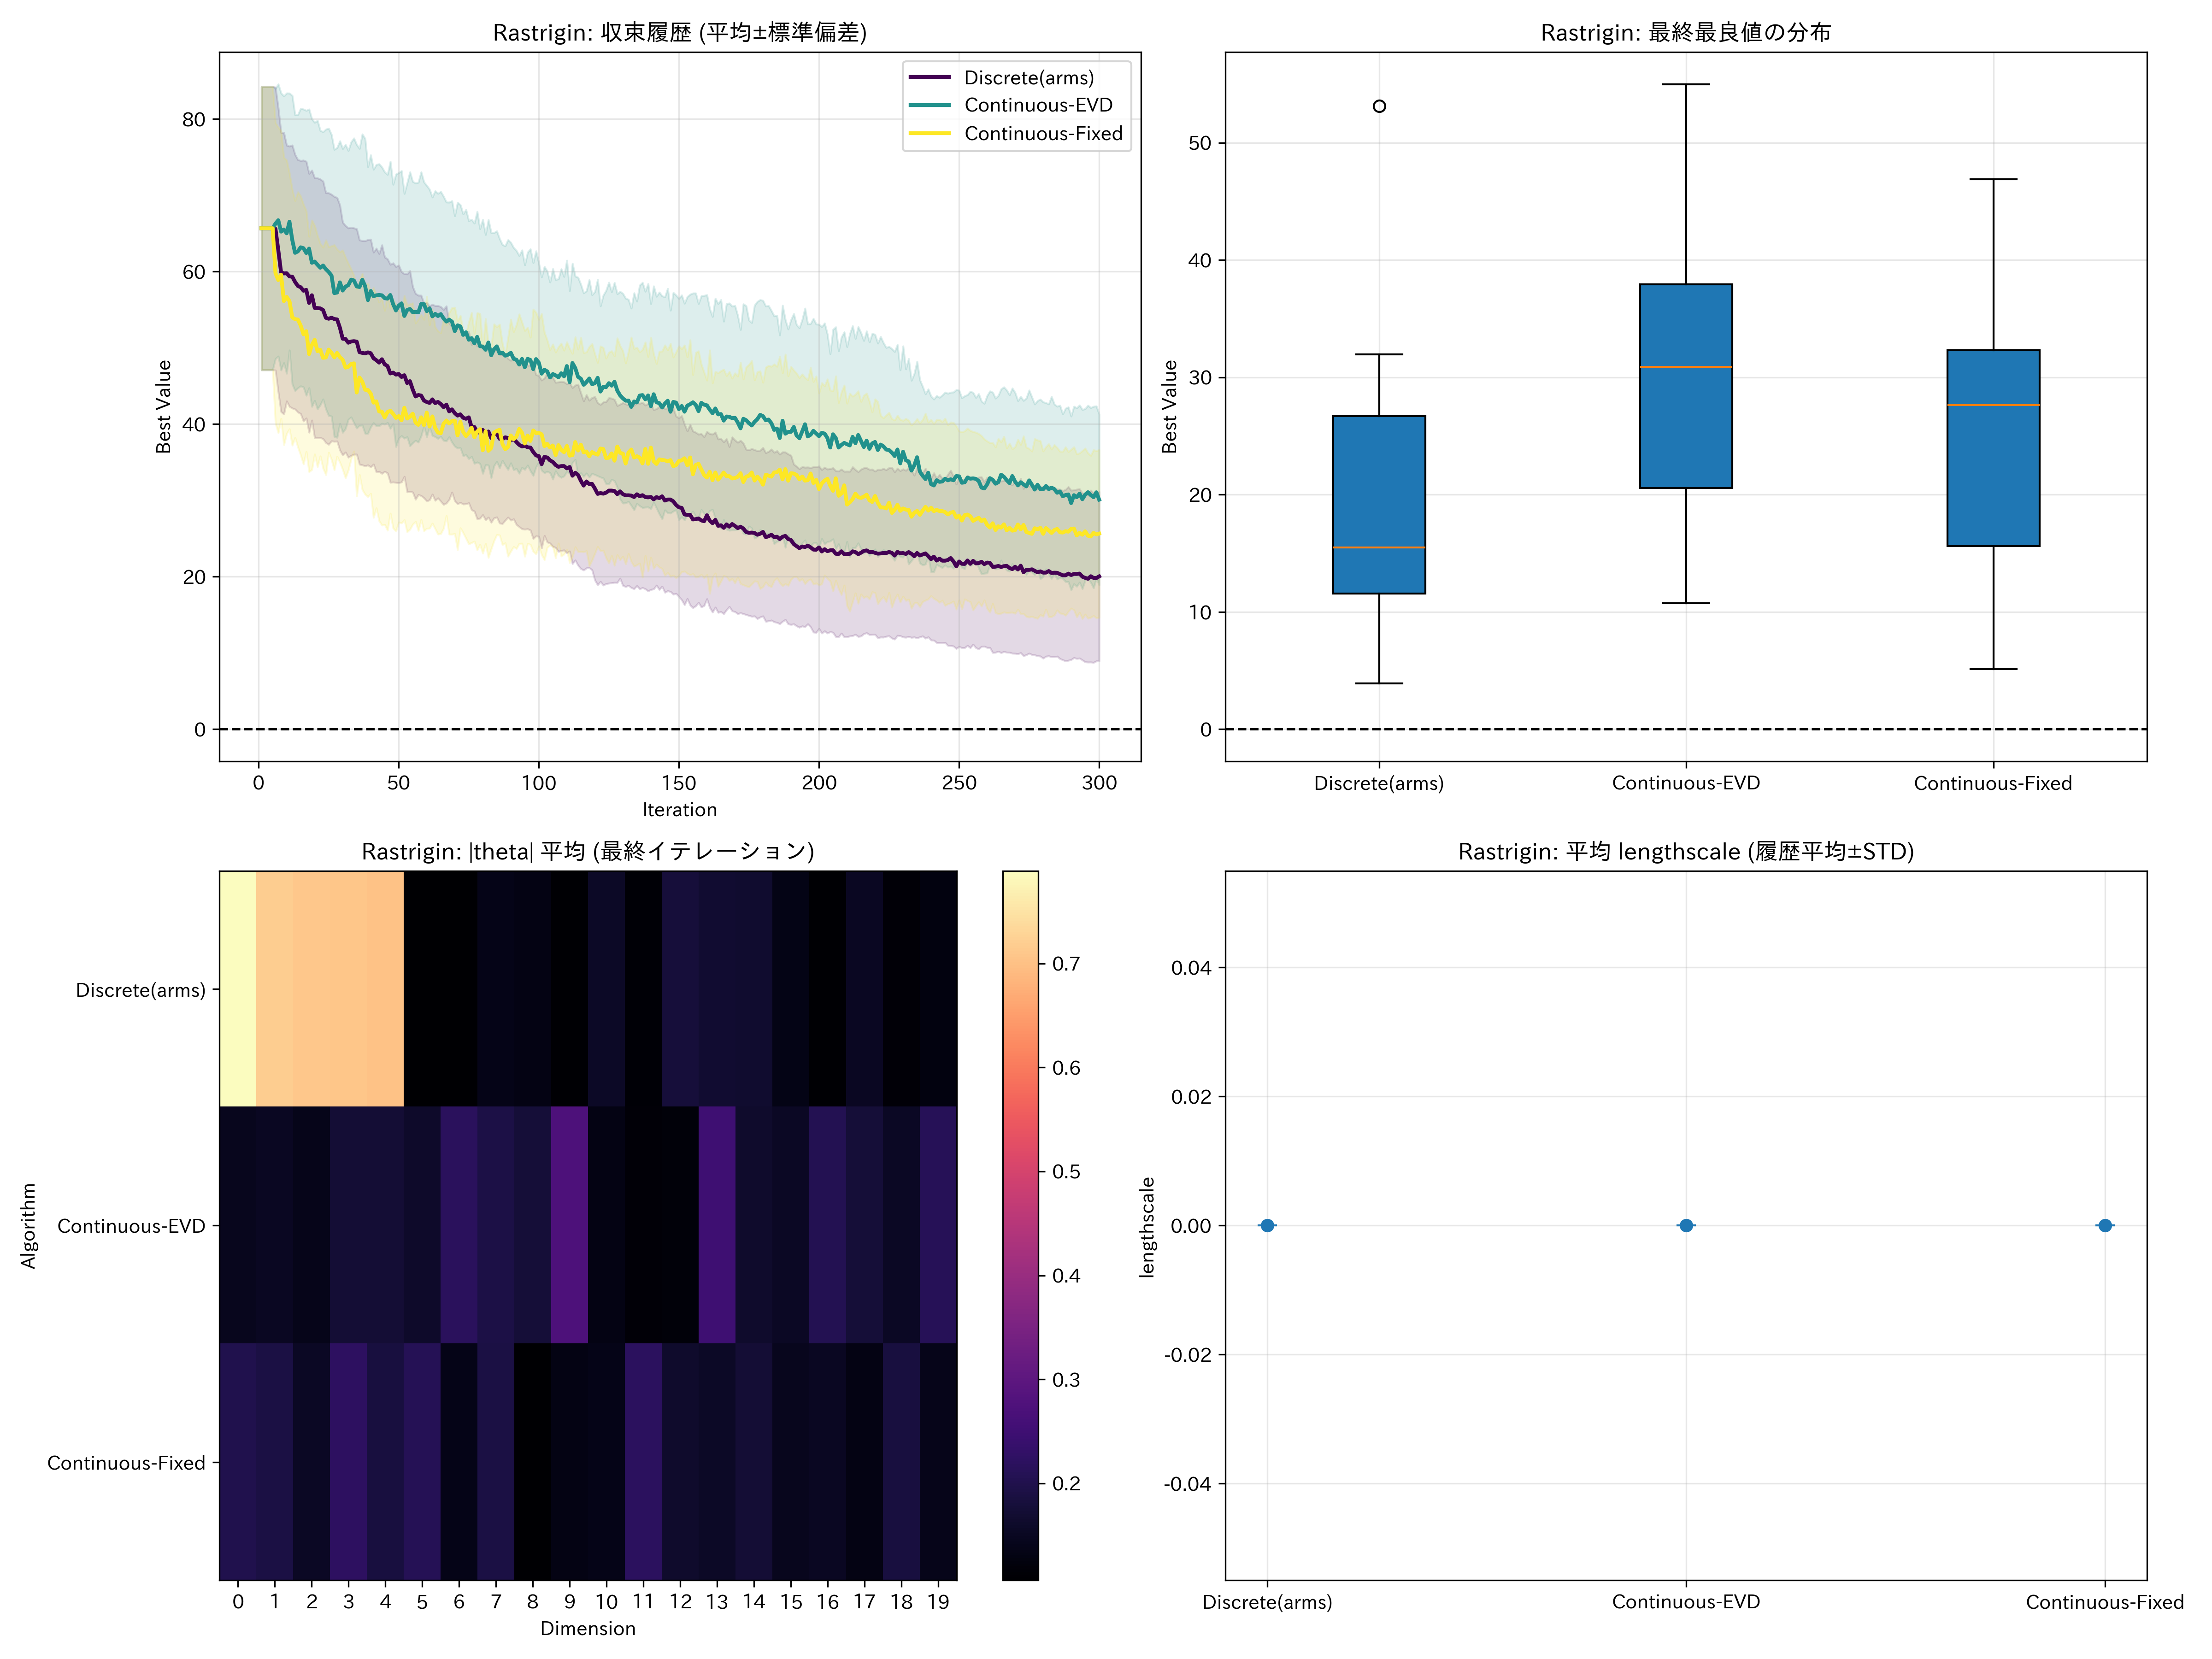 Rastrigin: 収束履歴 (平均±標準偏差)
Best Value
80
60
40
20
0
0 50 100 150 200 250 300
Iteration
Discrete(arms)
Continuous-EVD
Continuous-Fixed
Rastrigin: 最終最良値の分布
Best Value
50
40
30
20
10
0
Discrete(arms) Continuous-EVD Continuous-Fixed
Rastrigin: |theta| 平均 (最終イテレーション)
Algorithm
Discrete(arms)
Continuous-EVD
Continuous-Fixed
0 1 2 3 4 5 6 7 8 9 10 11 12 13 14 15 16 17 18 19
Dimension
0.7
0.6
0.5
0.4
0.3
0.2
Rastrigin: 平均 lengthscale (履歴平均±STD)
lengthscale
0.04
0.02
0.00
-0.02
-0.04
Discrete(arms) Continuous-EVD Continuous-Fixed